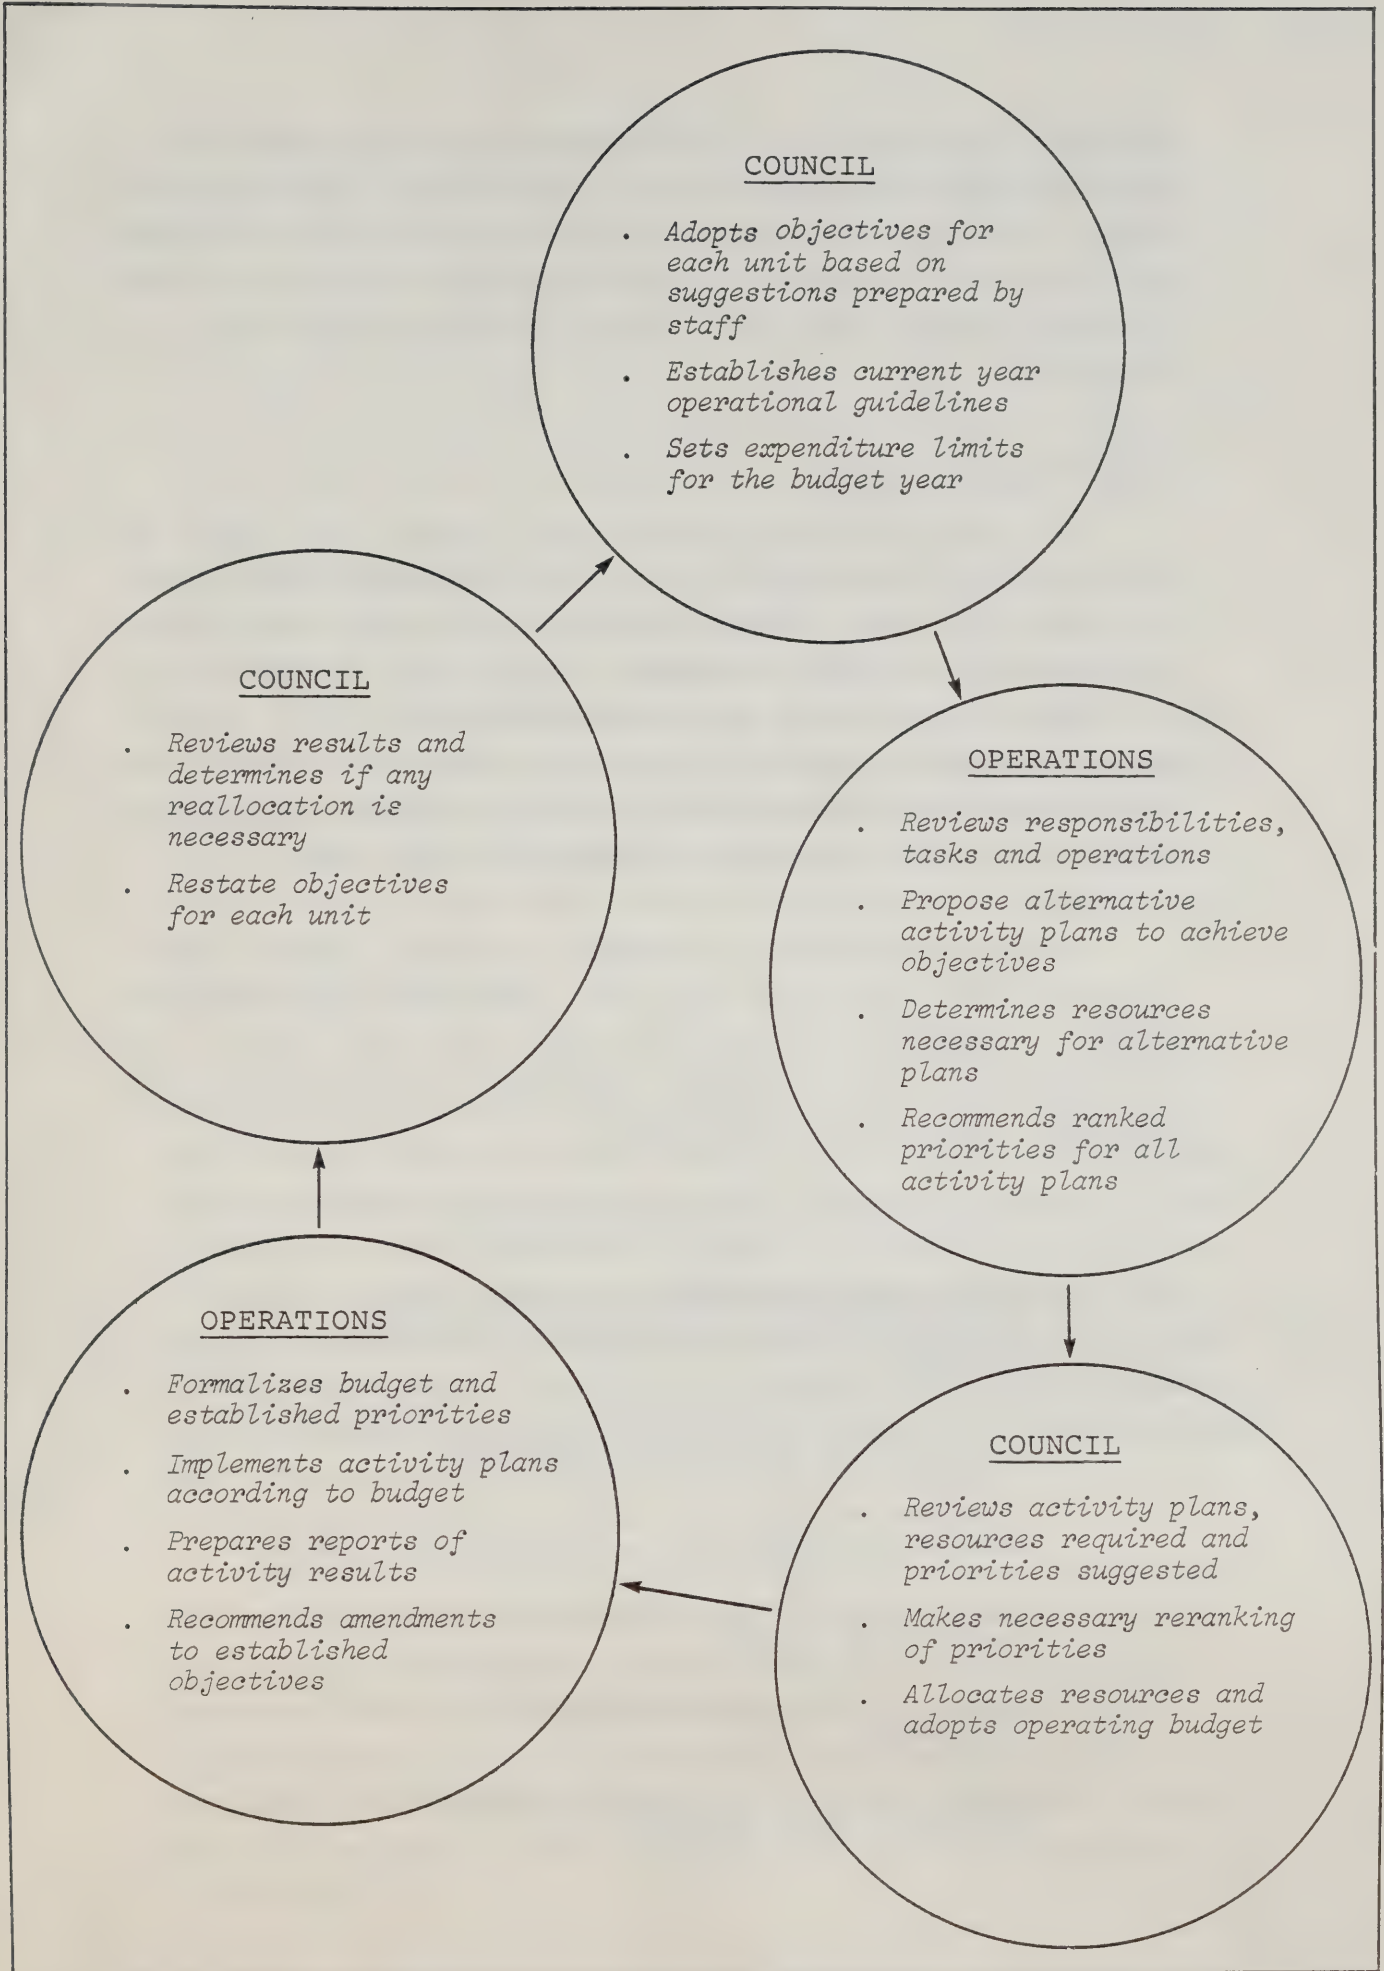 COUNCIL
. Adopts objectives for
each unit based on
suggestions prepared by
staff
. Establishes current year
operational guidelines
. Sets expenditure limits
for the budget year
OPERATIONS
. Reviews responsibilities,
tasks and operations
. Propose alternative
activity plans to achieve
objectives
. Determines resources
necessary for alternative
plans
. Recommends ranked
priorities for all
activity plans
COUNCIL
. Reviews activity plans,
resources required and
priorities suggested
. Makes necessary reranking
of priorities
. Allocates resources and
adopts operating budget
OPERATIONS
. Formalizes budget and
established priorities
. Implements activity plans
according to budget
. Prepares reports of
activity results
. Recommends amendments
to established
objectives
COUNCIL
. Reviews results and
determines if any
reallocation is
necessary
. Restate objectives
for each unit